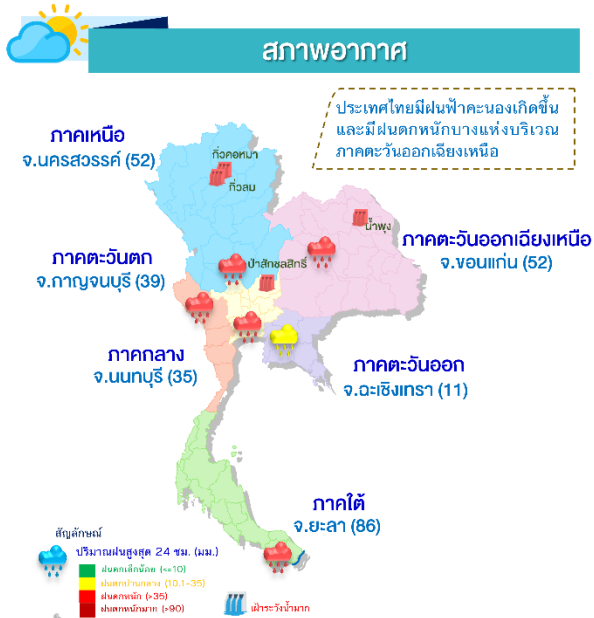 สภาพอากาศ
ประเทศไทยมีฝนฟ้าคะนองเกิดขึ้น
และมีฝนตกหนักบางแห่งบริเวณ
ภาคตะวันออกเฉียงเหนือ
ภาคเหนือ
จ.นครสวรรค์ (52)
กิ่วคอหมา
กิ่วลม
น้ำพุง
ภาคตะวันออกเฉียงเหนือ
จ.ขอนแก่น (52)
ภาคตะวันตก
จ.กาญจนบุรี (39)
ป่าสักชลสิทธิ์
ภาคกลาง
จ.นนทบุรี (35)
ภาคตะวันออก
จ.ฉะเชิงเทรา (11)
ภาคใต้
จ.ยะลา (86)
สัญลักษณ์
ปริมาณฝนสูงสุด 24 ชม. (มม.)
ฝนตกเล็กน้อย (<=10)
ฝนตกปานกลาง (10.1-35)
ฝนตกหนัก (>35)
ฝนตกหนักมาก (>90)
เฝ้าระวังน้ำมาก